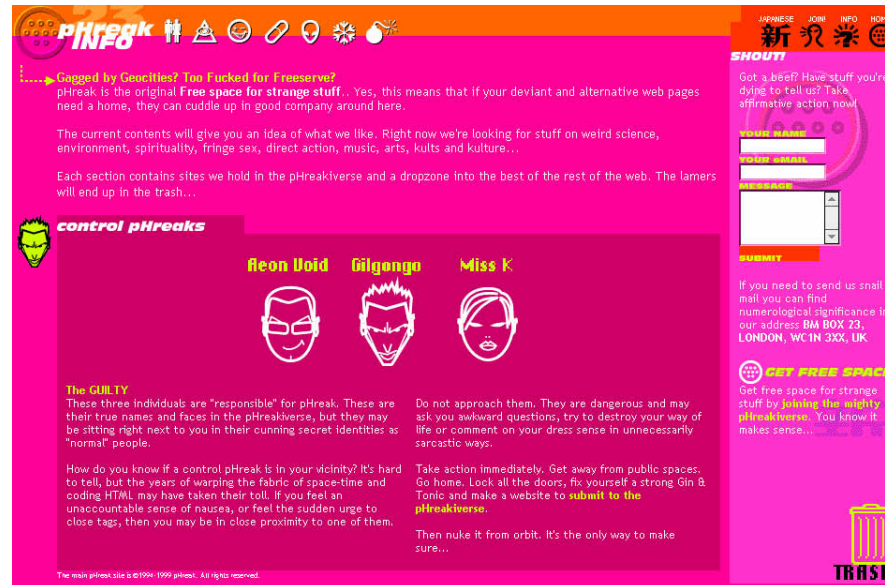 23
pHreak
INFO
JAPANESE JOIN! INFO HOM
新
SHOUT!
Gagged by Geocities? Too Fucked for Freeserve?
pHreak is the original Free space for strange stuff.. Yes, this means that if your deviant and alternative web pages
need a home, they can cuddle up in good company around here.
The current contents will give you an idea of what we like. Right now we're looking for stuff on weird science,
environment, spirituality, fringe sex, direct action, music, arts, kults and kulture...
Each section contains sites we hold in the pHreakiverse and a dropzone into the best of the rest of the web. The lamers
will end up in the trash...
control pHreaks
Aeon Void Gilgongo Miss K
The GUILTY
These three individuals are "responsible" for pHreak. These are
their true names and faces in the pHreakiverse, but they may
be sitting right next to you in their cunning secret identities as
"normal" people.
How do you know if a control pHreak is in your vicinity? It's hard
to tell, but the years of warping the fabric of space-time and
coding HTML may have taken their toll. If you feel an
unaccountable sense of nausea, or feel the sudden urge to
close tags, then you may be in close proximity to one of them.
Do not approach them. They are dangerous and may
ask you awkward questions, try to destroy your way of
life or comment on your dress sense in unnecessarily
sarcastic ways.
Take action immediately. Get away from public spaces.
Go home. Lock all the doors, fix yourself a strong Gin &
Tonic and make a website to submit to the
pHreakiverse.
Then nuke it from orbit. It's the only way to make
sure...
The main pHreak site is ©1994-1999 pHreak. All rights reserved.
Got a beef? Have stuff you're
dying to tell us? Take
affirmative action now!
YOUR NAME
YOUR eMAIL
MESSAGE
SUBMIT
If you need to send us snail
mail you can find
numerological significance in
our address BM BOX 23,
LONDON, WC1N 3XX, UK
GET FREE SPACE
Get free space for strange
stuff by joining the mighty
pHreakiverse. You know it
makes sense...
TRAS